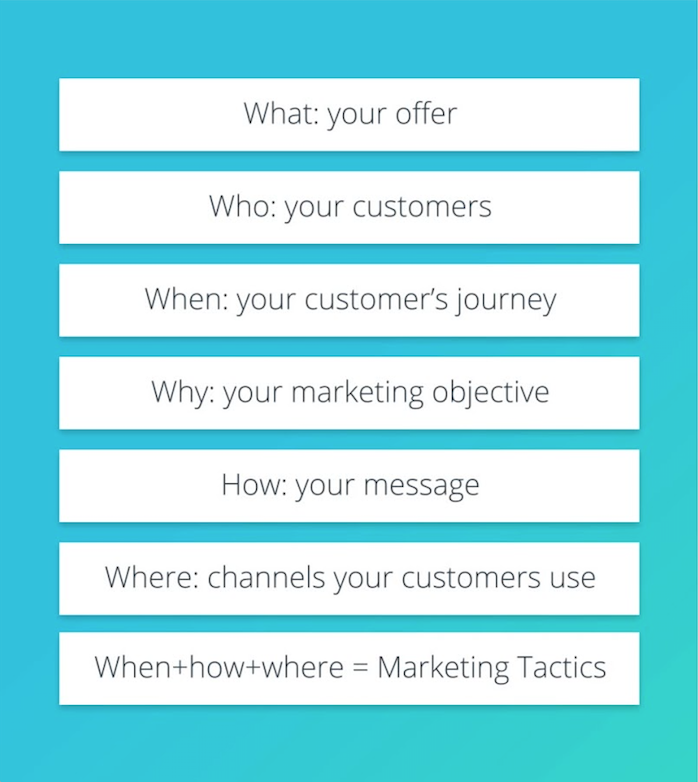 What: your offer
Who: your customers
When: your customer’s journey
Why: your marketing objective
How: your message
Where: channels your customers use
When+how+where = Marketing Tactics